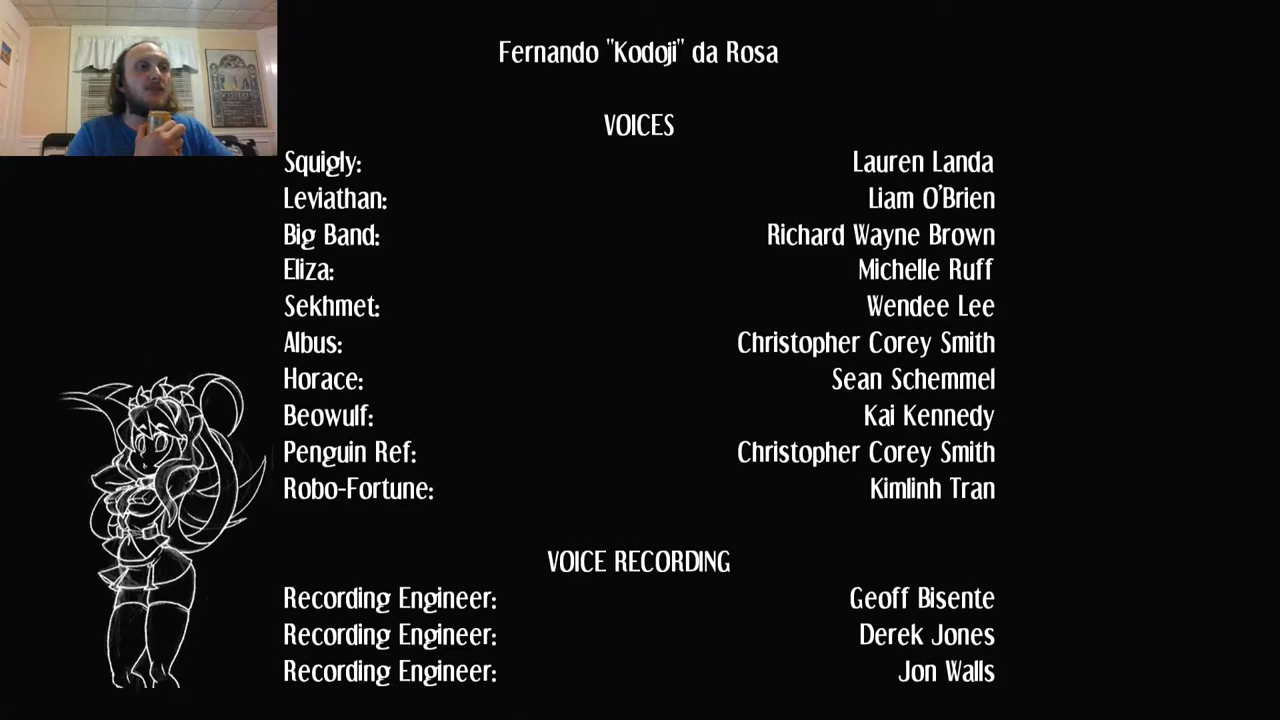 Fernando "Kodoji" da Rosa
VOICES
Squigly: Lauren Landa
Leviathan: Liam O'Brien
Big Band: Richard Wayne Brown
Eliza: Michelle Ruff
Sekhmet: Wendee Lee
Albus: Christopher Corey Smith
Horace: Sean Schemmel
Beowulf: Kai Kennedy
Penguin Ref: Christopher Corey Smith
Robo-Fortune: Kimlinh Tran
VOICE RECORDING
Recording Engineer: Geoff Bisente
Recording Engineer: Derek Jones
Recording Engineer: Jon Walls